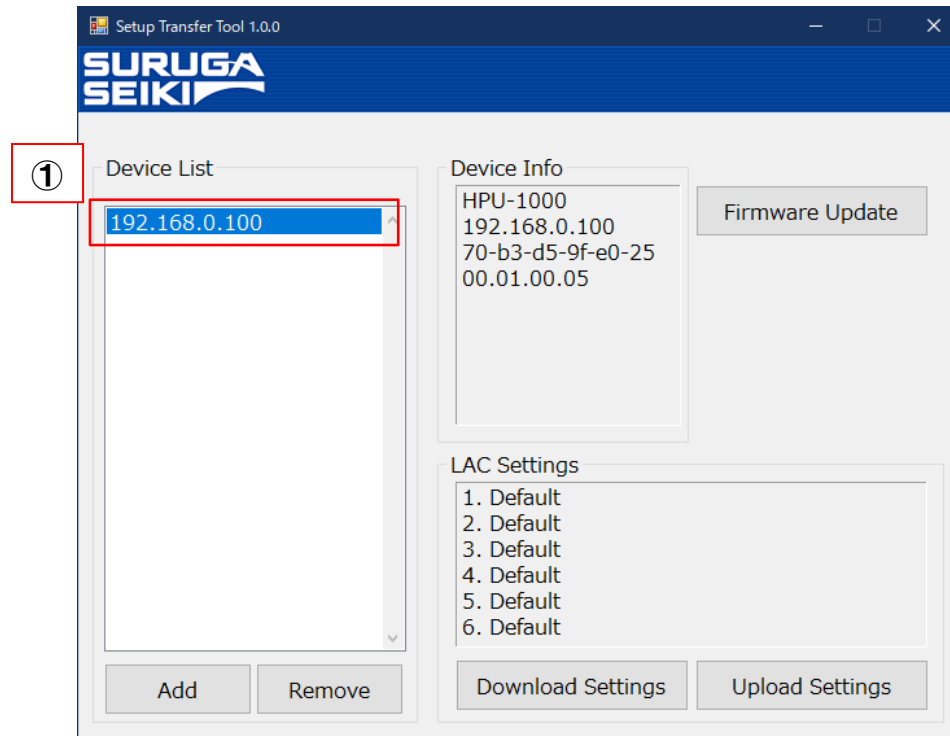 Setup Transfer Tool 1.0.0
SURUGA
SEIKI
①
Device List
192.168.0.100
Add
Remove
Device Info
HPU-1000
192.168.0.100
70-b3-d5-9f-e0-25
00.01.00.05
Firmware Update
LAC Settings
1. Default
2. Default
3. Default
4. Default
5. Default
6. Default
Download Settings
Upload Settings